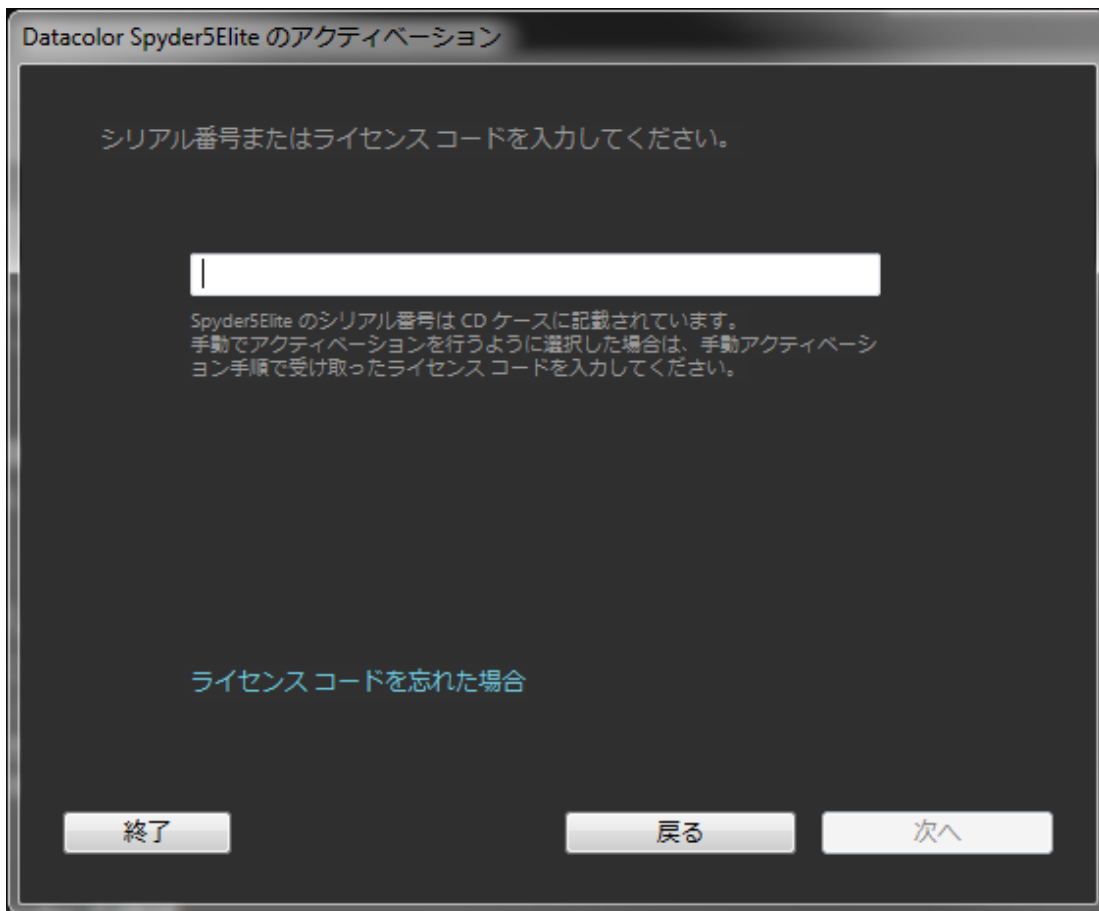 Datacolor Spyder5Elite のアクティベーション
シリアル番号またはライセンス コードを入力してください。
Spyder5Elite のシリアル番号は CD ケースに記載されています。
手動でアクティベーションを行うように選択した場合は、手動アクティベーシ
ョン手順で受け取ったライセンス コードを入力してください。
ライセンス コードを忘れた場合
終了
戻る
次へ